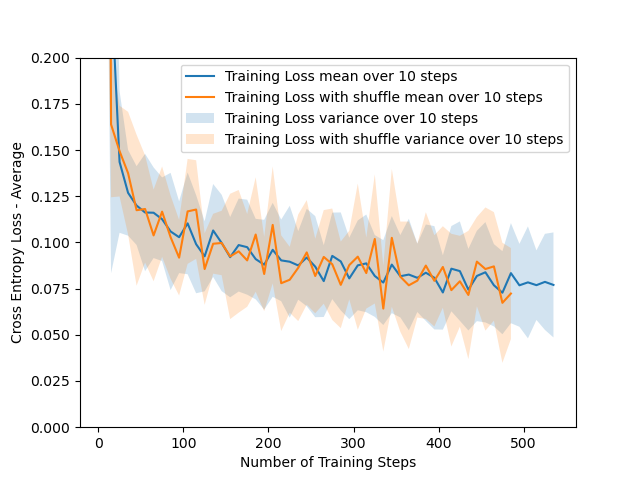 0.200
0.175
0.150
0.125
0.100
0.075
0.050
0.025
0.000
Cross Entropy Loss - Average
Training Loss mean over 10 steps
Training Loss with shuffle mean over 10 steps
Training Loss variance over 10 steps
Training Loss with shuffle variance over 10 steps
0 100 200 300 400 500
Number of Training Steps